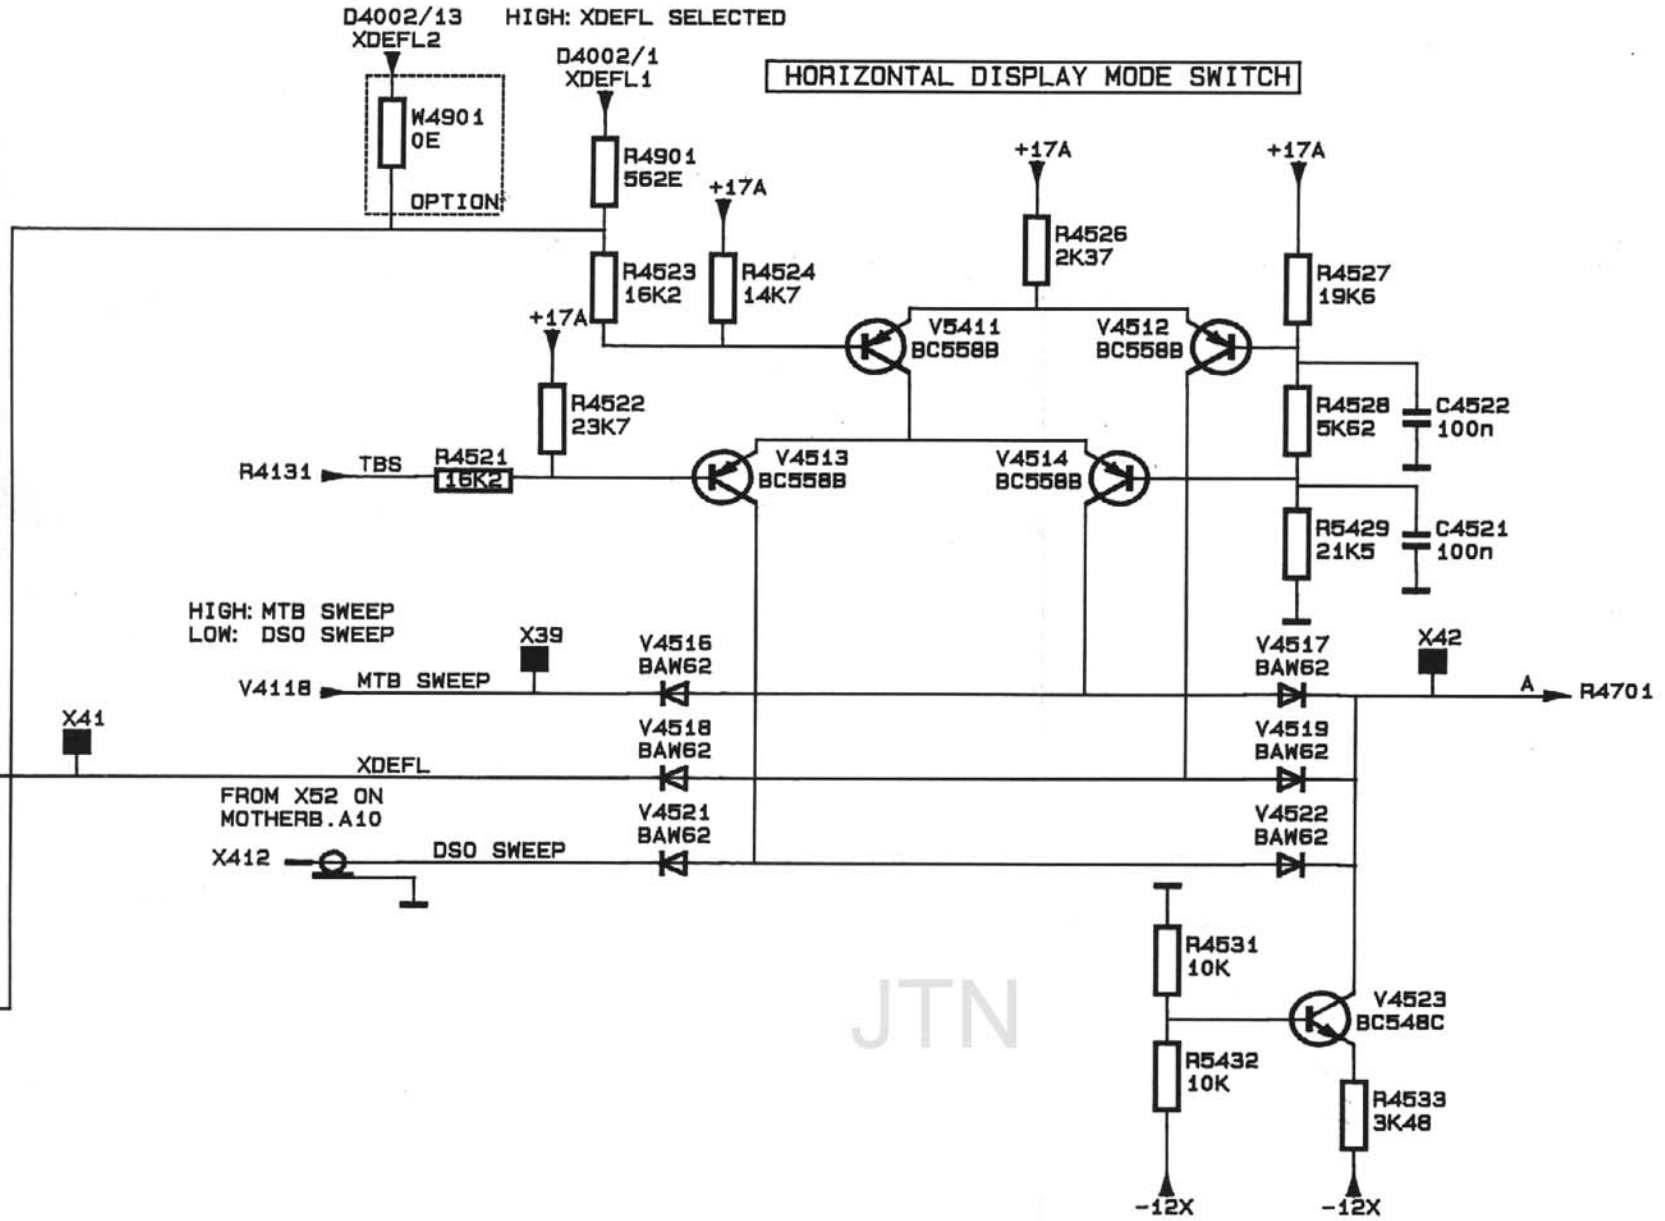 D4002/13 HIGH: XDEFL SELECTED
XDEFL2
D4002/1
XDEFL1
HORIZONTAL DISPLAY MODE SWITCH
W4901
0E
OPTION
R4901
562E
+17A
+17A
+17A
R4526
2K37
R4523
16K2
R4524
14K7
R4527
19K6
+17A
V5411
BC558B
V4512
BC558B
R4522
23K7
R4528
5K62
C4522
100n
R4131
TBS
R4521
16K2
V4513
BC558B
V4514
BC558B
R5429
21K5
C4521
100n
HIGH: MTB SWEEP
LOW: DSO SWEEP
X39
V4516
BAW62
V4517
BAW62
X42
V4118
MTB SWEEP
A
R4701
X41
V4518
BAW62
V4519
BAW62
XDEFL
FROM X52 ON
MOTHERB.A10
V4521
BAW62
V4522
BAW62
X412
DSO SWEEP
R4531
10K
JTN
V4523
BC548C
R5432
10K
R4533
3K48
-12X
-12X